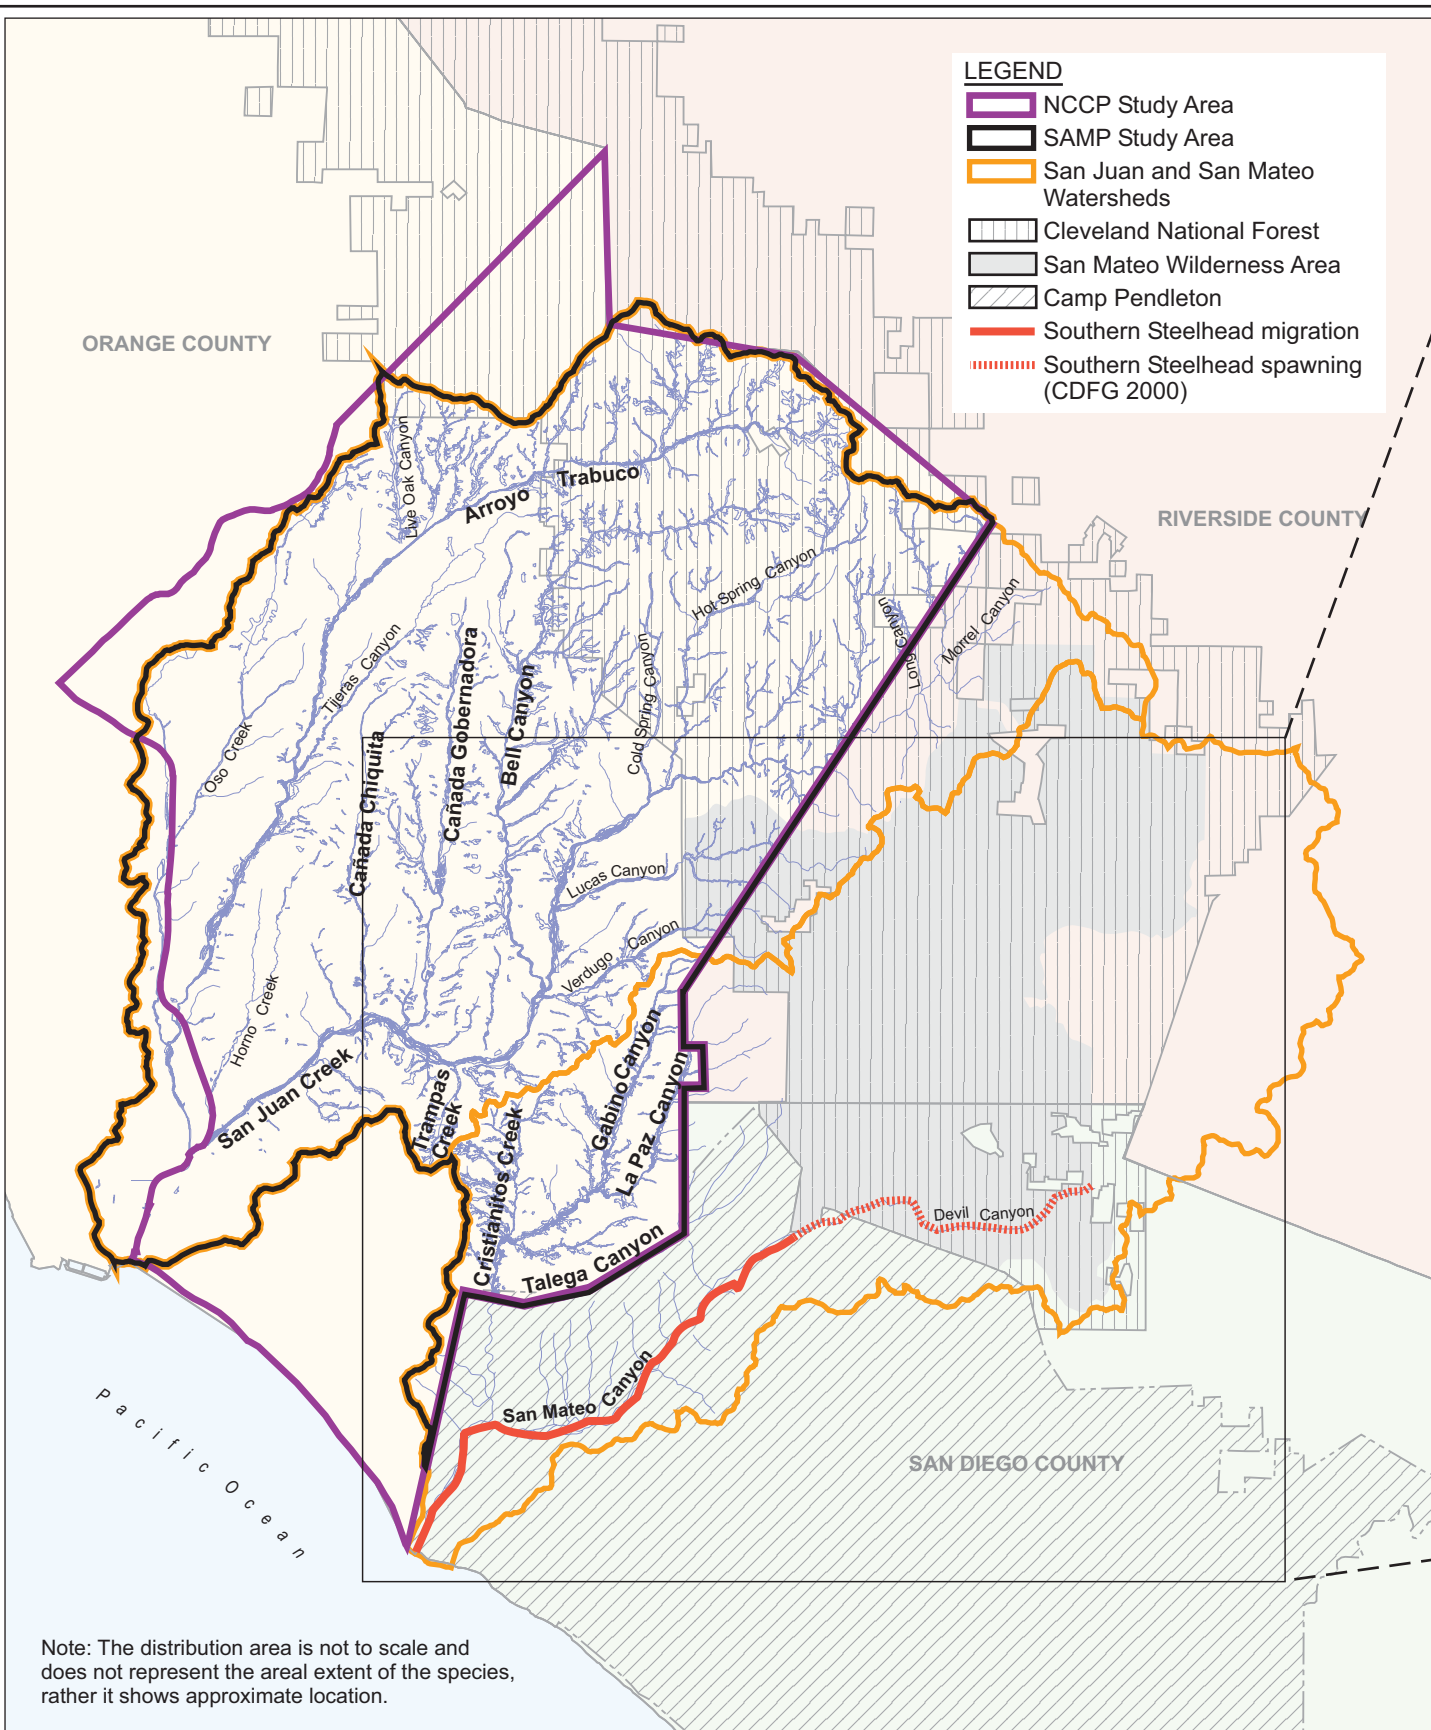 LEGEND
NCCP Study Area
SAMP Study Area
San Juan and San Mateo
Watersheds
Cleveland National Forest
San Mateo Wilderness Area
Camp Pendleton
Southern Steelhead migration
Southern Steelhead spawning
(CDFG 2000)
ORANGE COUNTY
RIVERSIDE COUNTY
Live Oak Canyon
Arroyo Trabuco
Hot Spring Canyon
Long Canyon
Morrel Canyon
Tijeras Canyon
Cañada Gobernadora
Bell Canyon
Cold Spring Canyon
Oso Creek
Cañada Chiquita
Lucas Canyon
Verdugo Canyon
Horno Creek
San Juan Creek
Trampas
Creek
Gabino Canyon
La Paz Canyon
Cristianitos Creek
Talega Canyon
Devil Canyon
San Mateo Canyon
SAN DIEGO COUNTY
Pacific Ocean
Note: The distribution area is not to scale and
does not represent the areal extent of the species,
rather it shows approximate location.